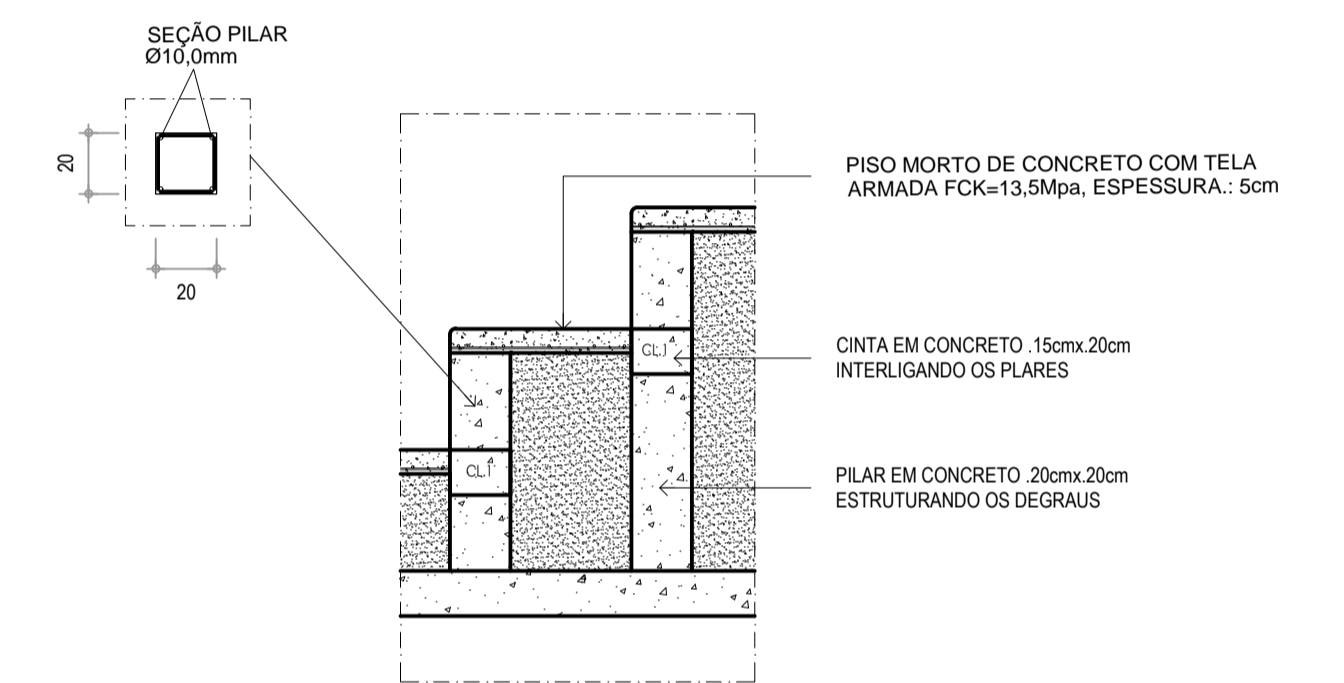 SEÇÃO PILAR
Ø10,0mm
20
20
PISO MORTO DE CONCRETO COM TELA
ARMADA FCK=13,5Mpa, ESPESSURA.: 5cm
CL.1
CINTA EM CONCRETO .15cmx.20cm
INTERLIGANDO OS PLARES
CL.1
PILAR EM CONCRETO .20cmx.20cm
ESTRUTURANDO OS DEGRAUS